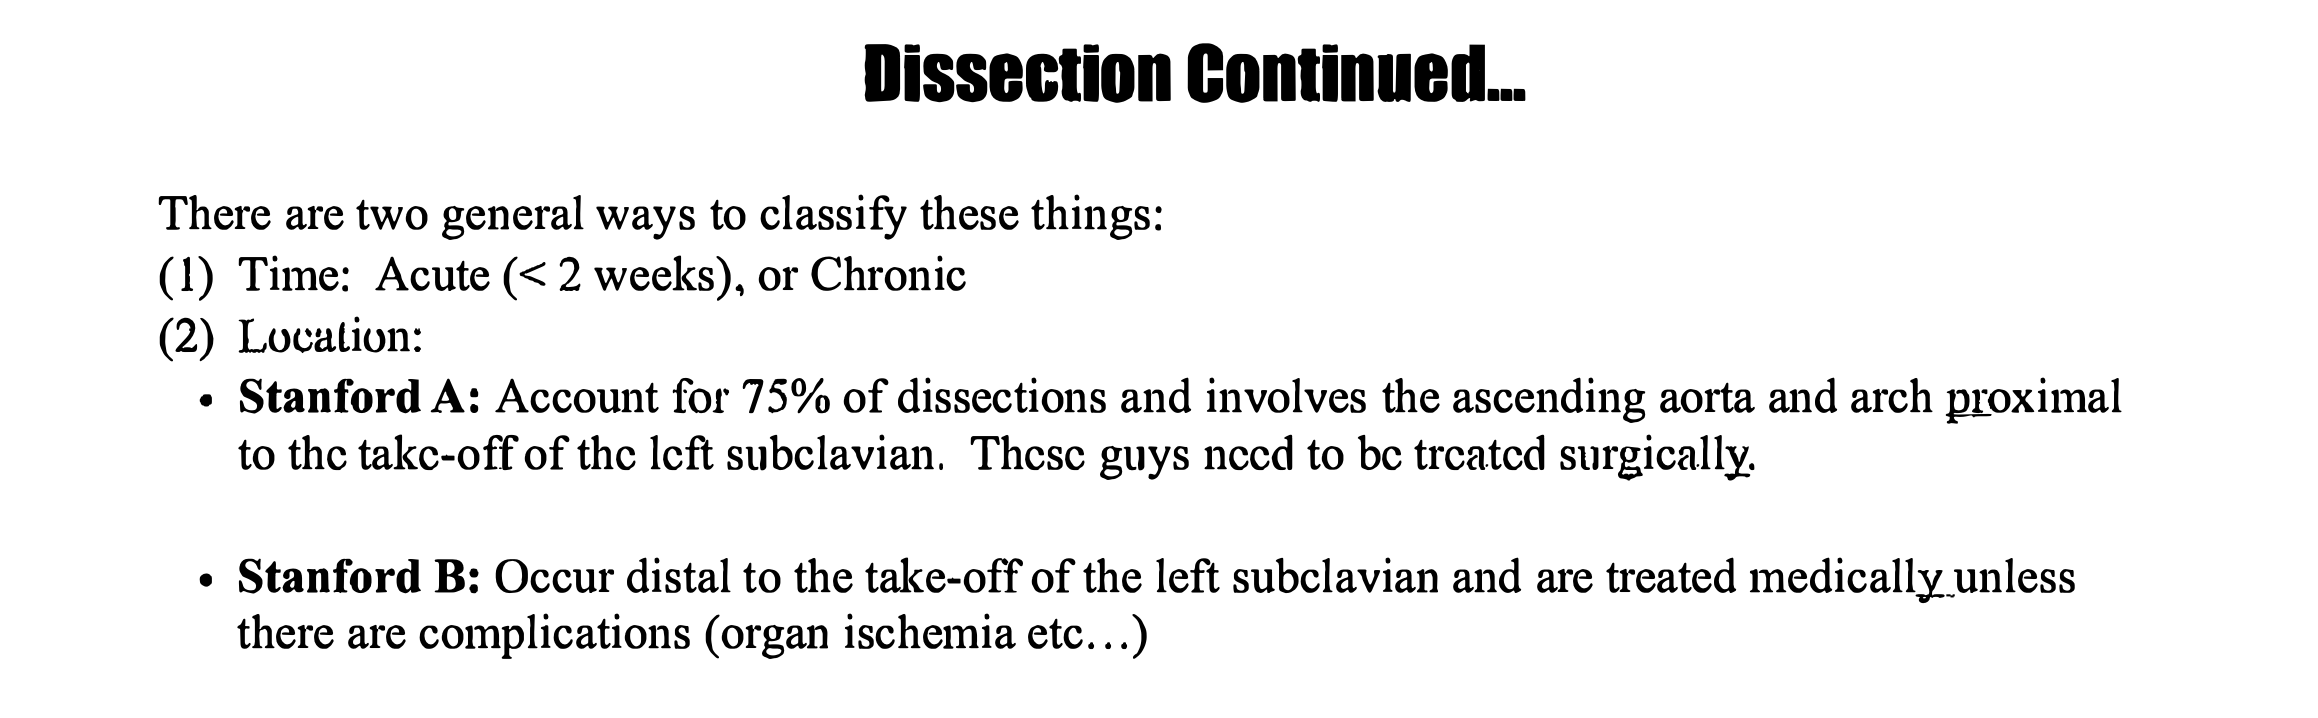 Dissection Continued...
There are two general ways to classify these things:
(1) Time: Acute (< 2 weeks), or Chronic
(2) Location:
• Stanford A: Account for 75% of dissections and involves the ascending aorta and arch proximal
to the take-off of the left subclavian. These guys need to be treated surgically.
• Stanford B: Occur distal to the take-off of the left subclavian and are treated medically unless
there are complications (organ ischemia etc…)